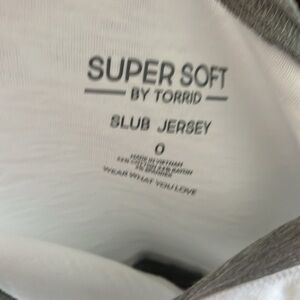 SUPER SOFT
BY TORRID
SLUB JERSEY
0
MADE IN VIETNAM
WEAR WHAT YOU LOVE